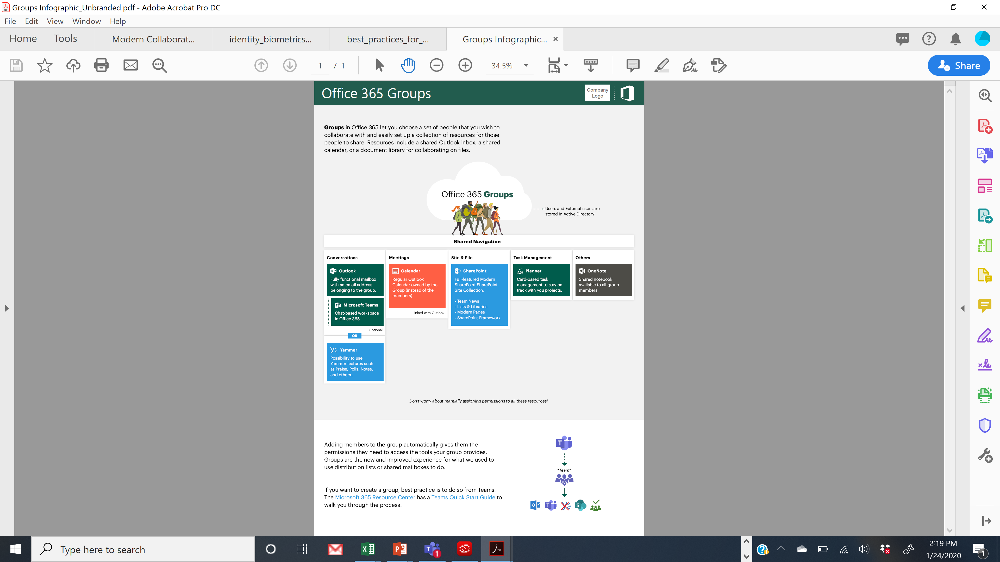 Groups Infographic_Unbranded.pdf - Adobe Acrobat Pro DC
File Edit View Window Help
Home Tools Modern Collaborat... identity_biometrics... best_practices_for_... Groups Infographic...
1 / 1 34.5% Share
Office 365 Groups
Company
Logo
Groups in Office 365 let you choose a set of people that you wish to
collaborate with and easily set up a collection of resources for those
people to share. Resources include a shared Outlook inbox, a shared
calendar, or a document library for collaborating on files.
Office 365 Groups
Users and External users are
stored in Active Directory
Shared Navigation
Conversations
Outlook
Fully functional mailbox
with an email address
belonging to the group.
Microsoft Teams
Chat-based workspace
in Office 365.
Optional
OR
Yammer
Possibility to use
Yammer features such
as Praise, Polls, Notes,
and others...
Meetings
Calendar
Regular Outlook
Calendar owned by the
Group (instead of the
members).
Linked with Outlook
Site & File
SharePoint
Full-featured Modern
SharePoint SharePoint
Site Collection.
- Team News
- Lists & Libraries
- Modern Pages
- SharePoint Framework
Task Management
Planner
Card-based task
management to stay on
track with you projects.
Others
OneNote
Shared notebook
available to all group
members.
Don't worry about manually assigning permissions to all these resources!
Adding members to the group automatically gives them the
permissions they need to access the tools your group provides.
Groups are the new and improved experience for what we used to
use distribution lists or shared mailboxes to do.
If you want to create a group, best practice is to do so from Teams.
The Microsoft 365 Resource Center has a Teams Quick Start Guide to
walk you through the process.
"Team"
Type here to search
2:19 PM
1/24/2020